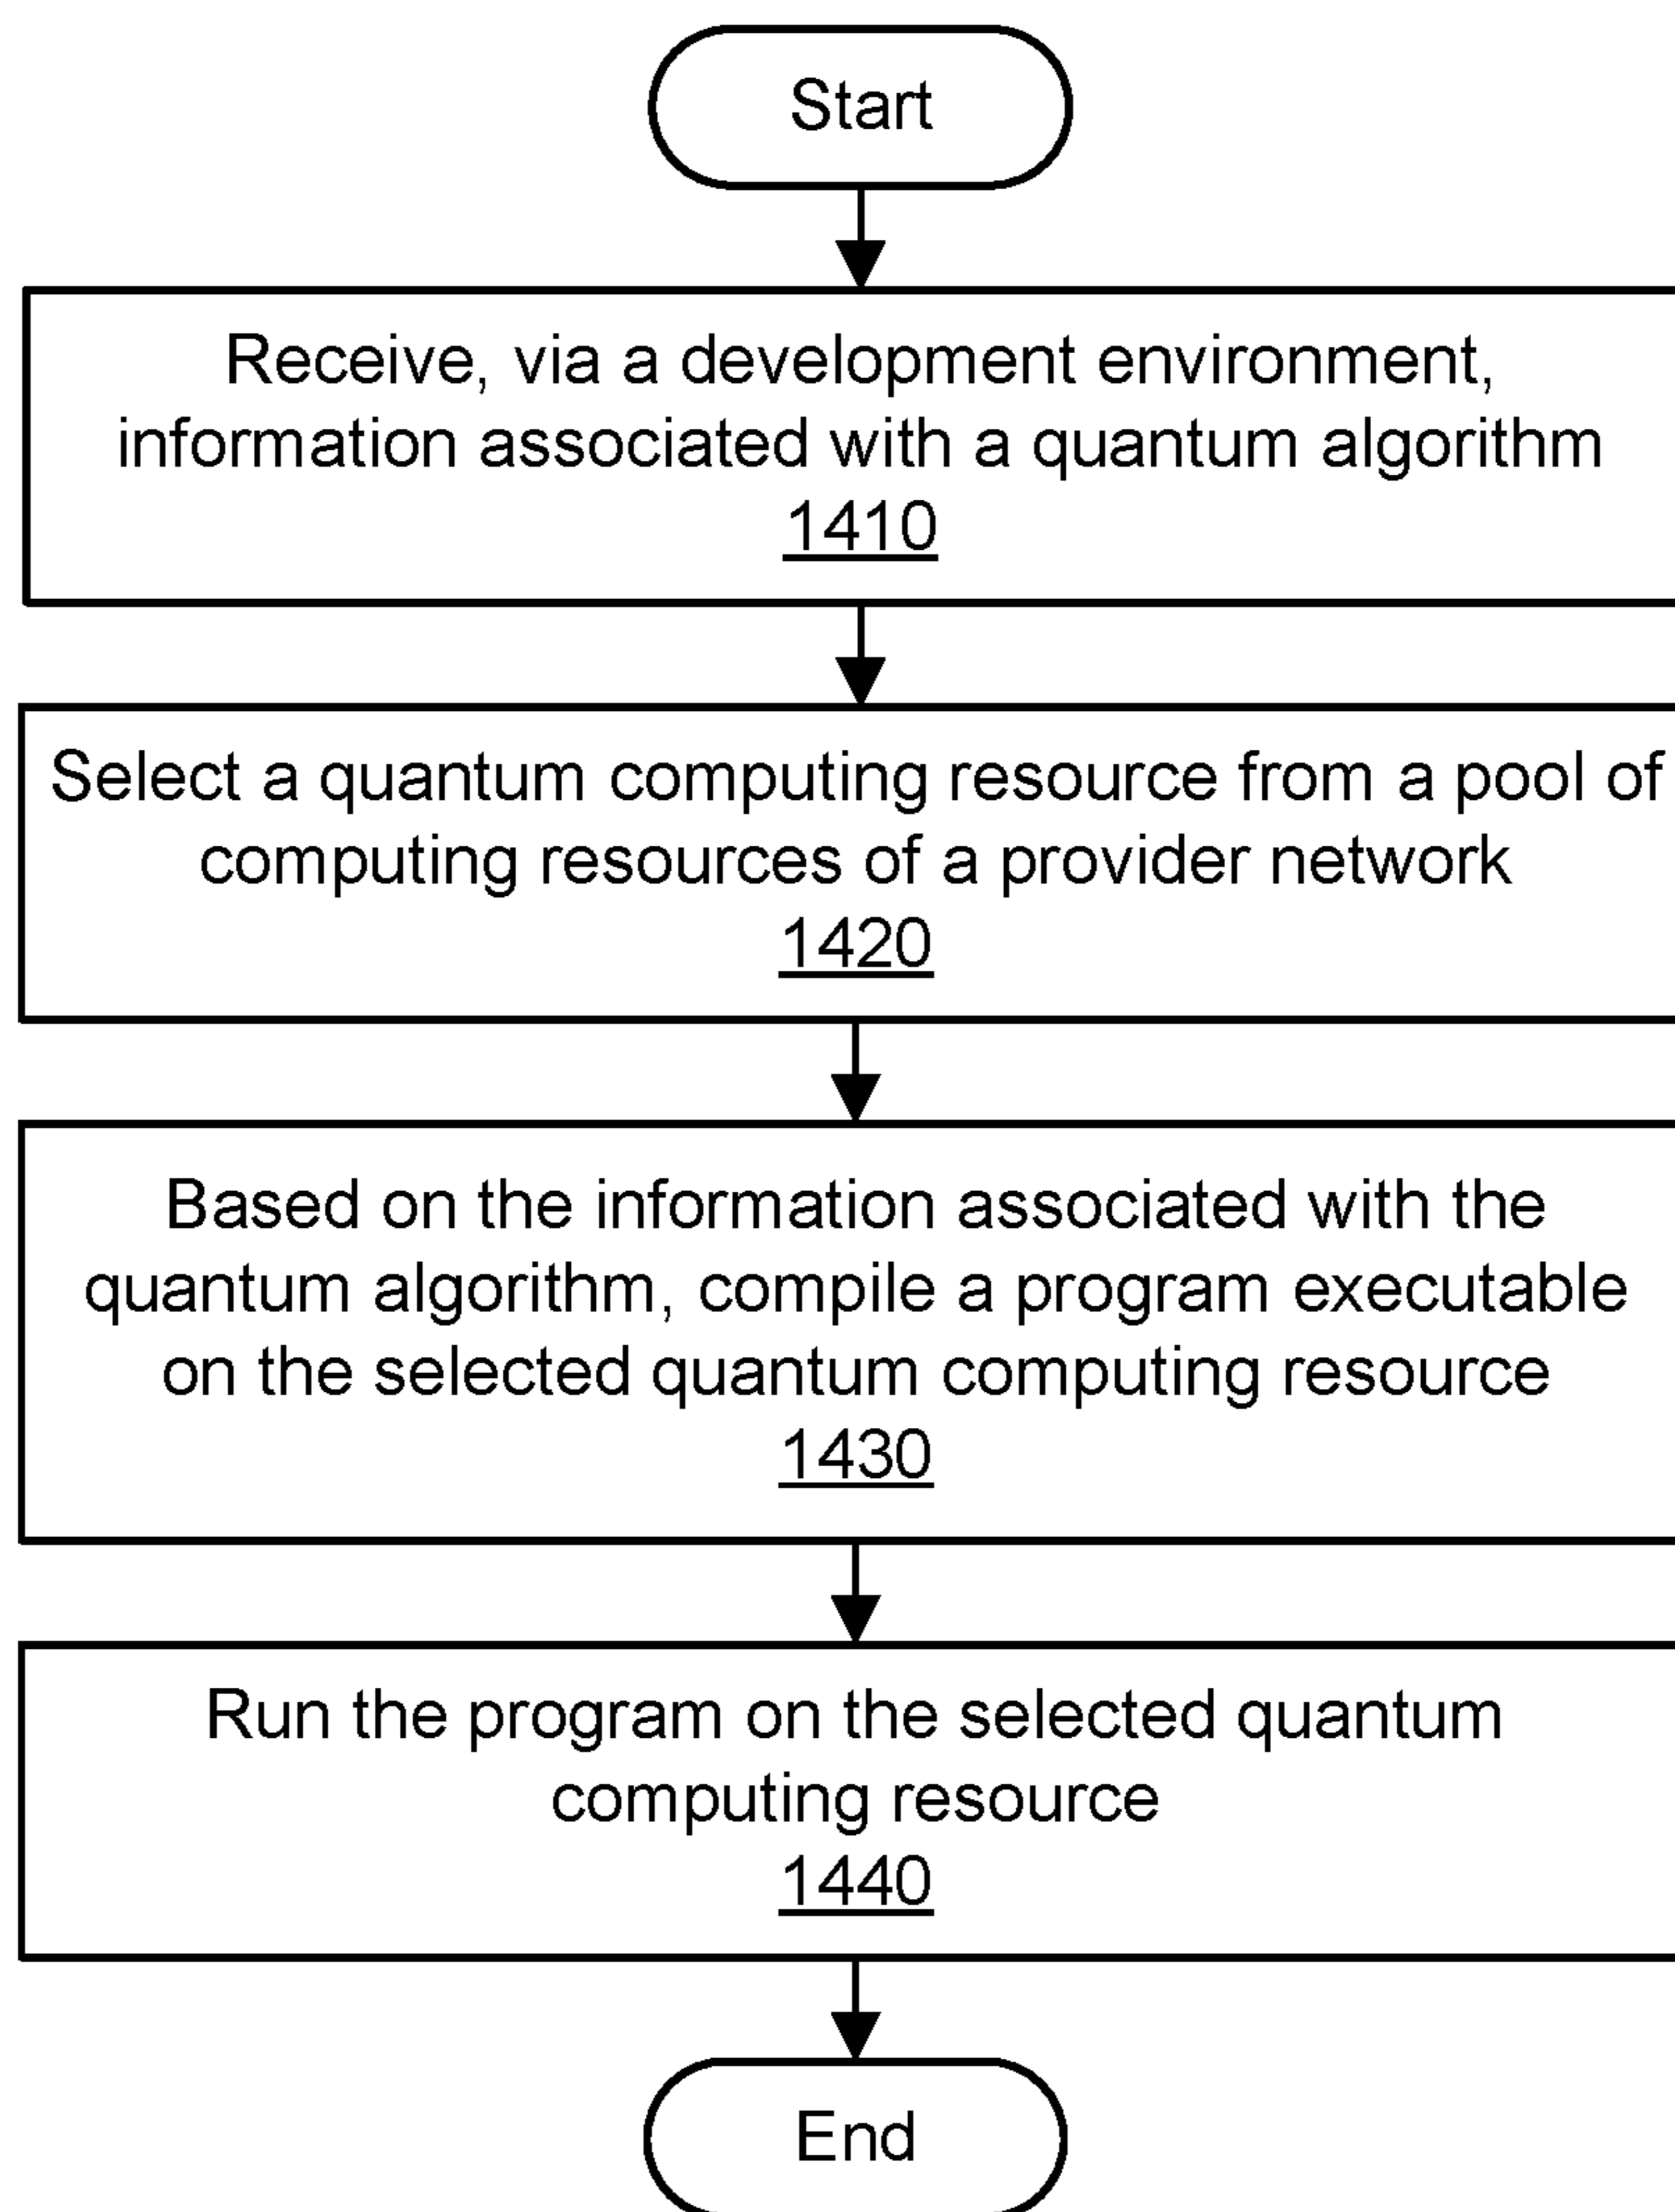 Start
Receive, via a development environment,
information associated with a quantum algorithm
1410
Select a quantum computing resource from a pool of
computing resources of a provider network
1420
Based on the information associated with the
quantum algorithm, compile a program executable
on the selected quantum computing resource
1430
Run the program on the selected quantum
computing resource
1440
End